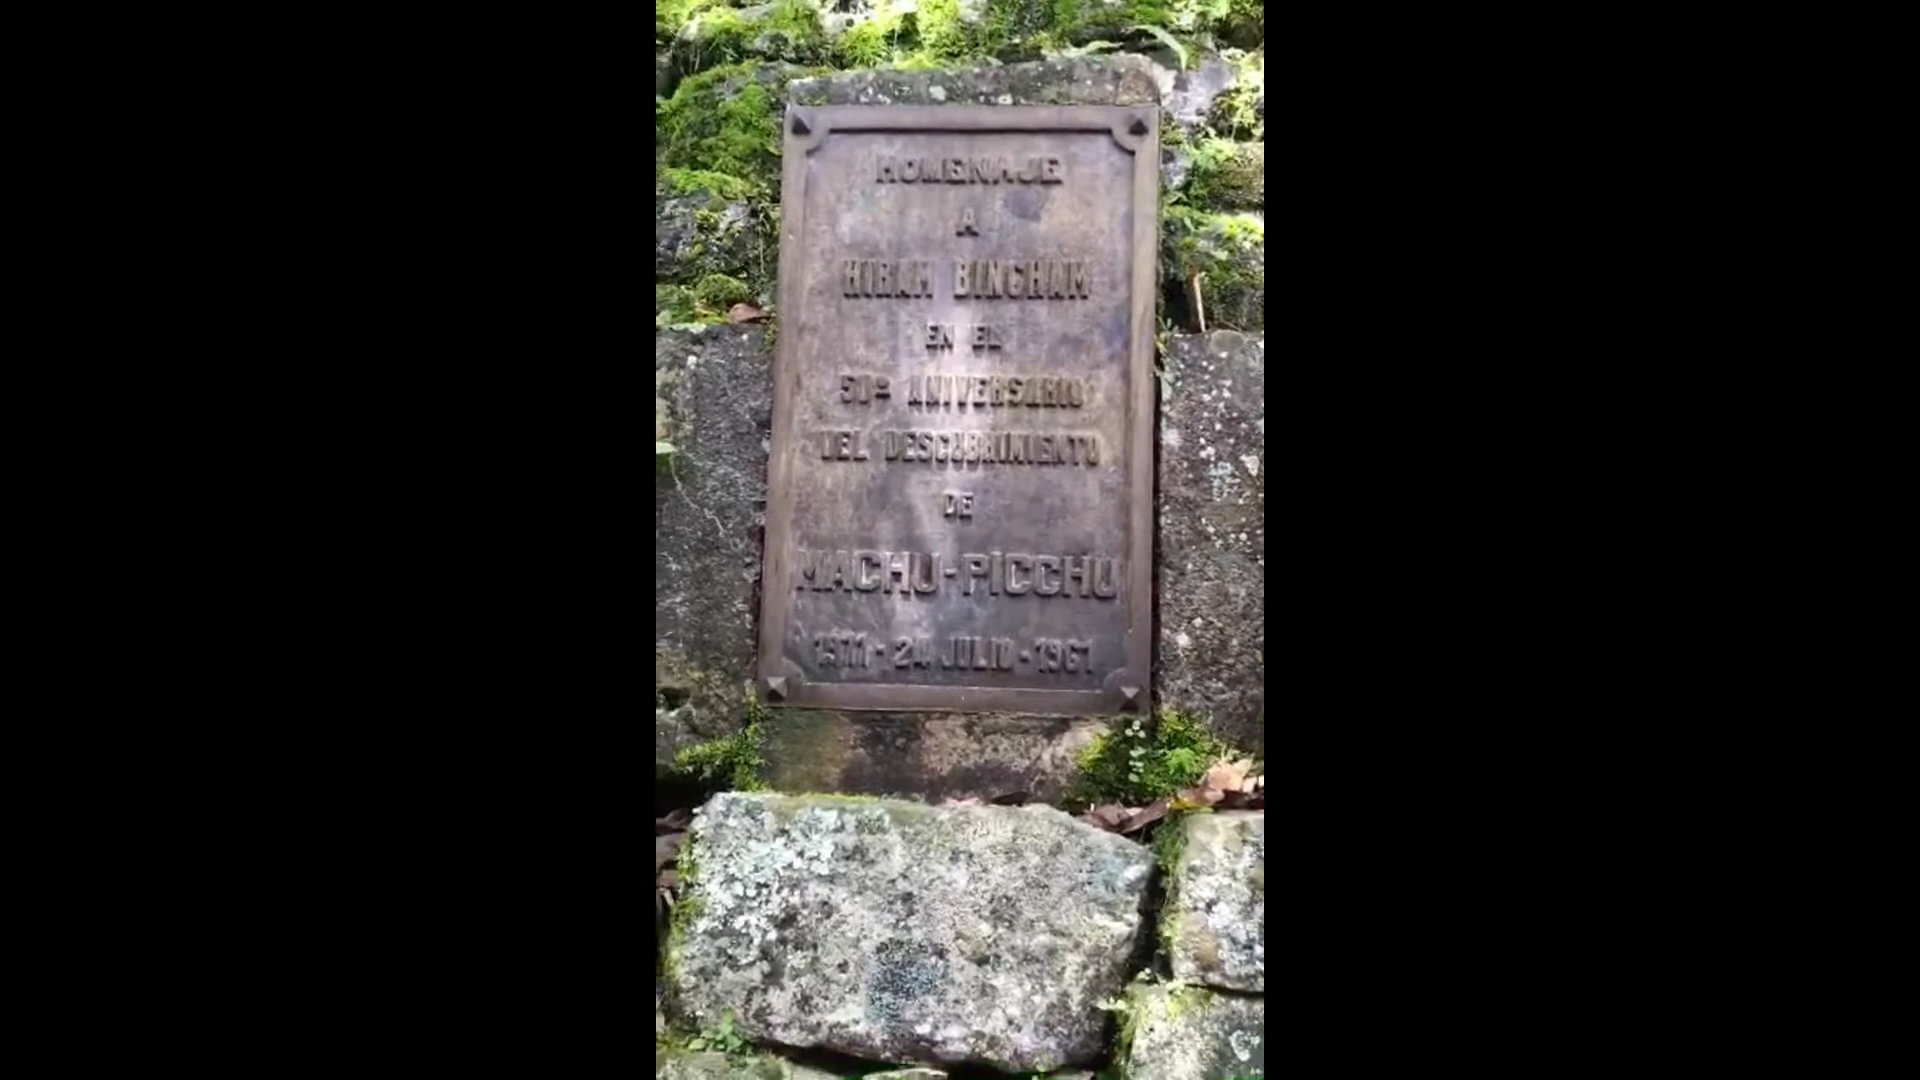 HOMENAJE
A
HIRAM BINGHAM
EN EL
50º ANIVERSARIO
DEL DESCUBRIMIENTO
DE
MACHU-PICCHU
1911-24 JULIO-1961